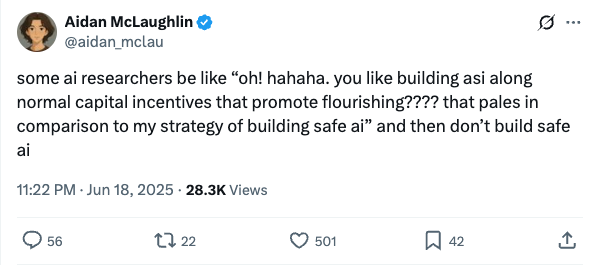 Aidan McLaughlin
@aidan_mclau
some ai researchers be like “oh! hahaha. you like building asi along
normal capital incentives that promote flourishing???? that pales in
comparison to my strategy of building safe ai” and then don’t build safe
ai
11:22 PM · Jun 18, 2025 · 28.3K Views
56 22 501 42